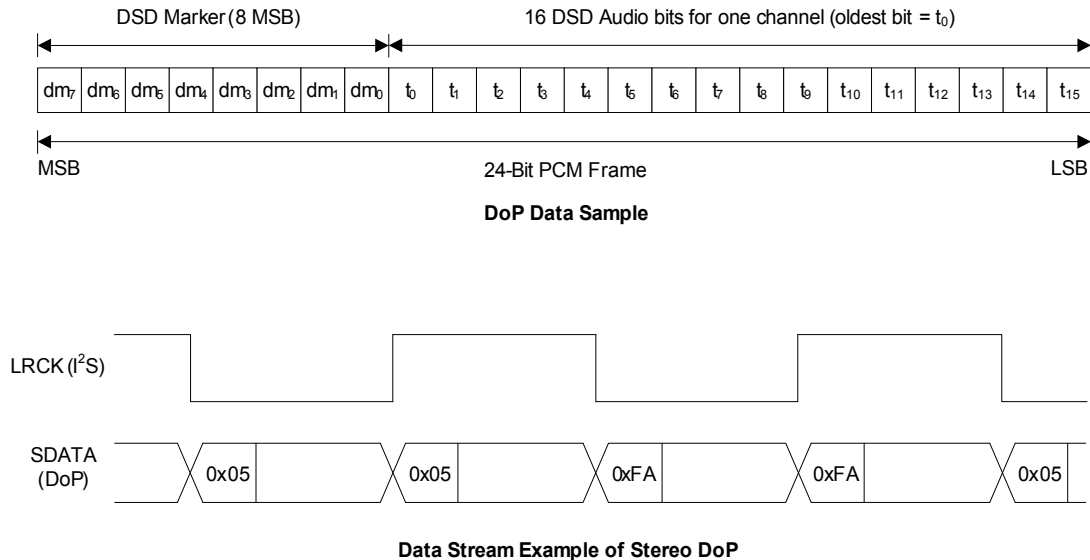 DSD Marker (8 MSB) 16 DSD Audio bits for one channel (oldest bit = t₀)
dm₇ dm₆ dm₅ dm₄ dm₃ dm₂ dm₁ dm₀ t₀ t₁ t₂ t₃ t₄ t₅ t₆ t₇ t₈ t₉ t₁₀ t₁₁ t₁₂ t₁₃ t₁₄ t₁₅
MSB 24-Bit PCM Frame LSB
DoP Data Sample
LRCK (I²S)
SDATA
(DoP)
0x05 0x05 0xFA 0xFA 0x05
Data Stream Example of Stereo DoP